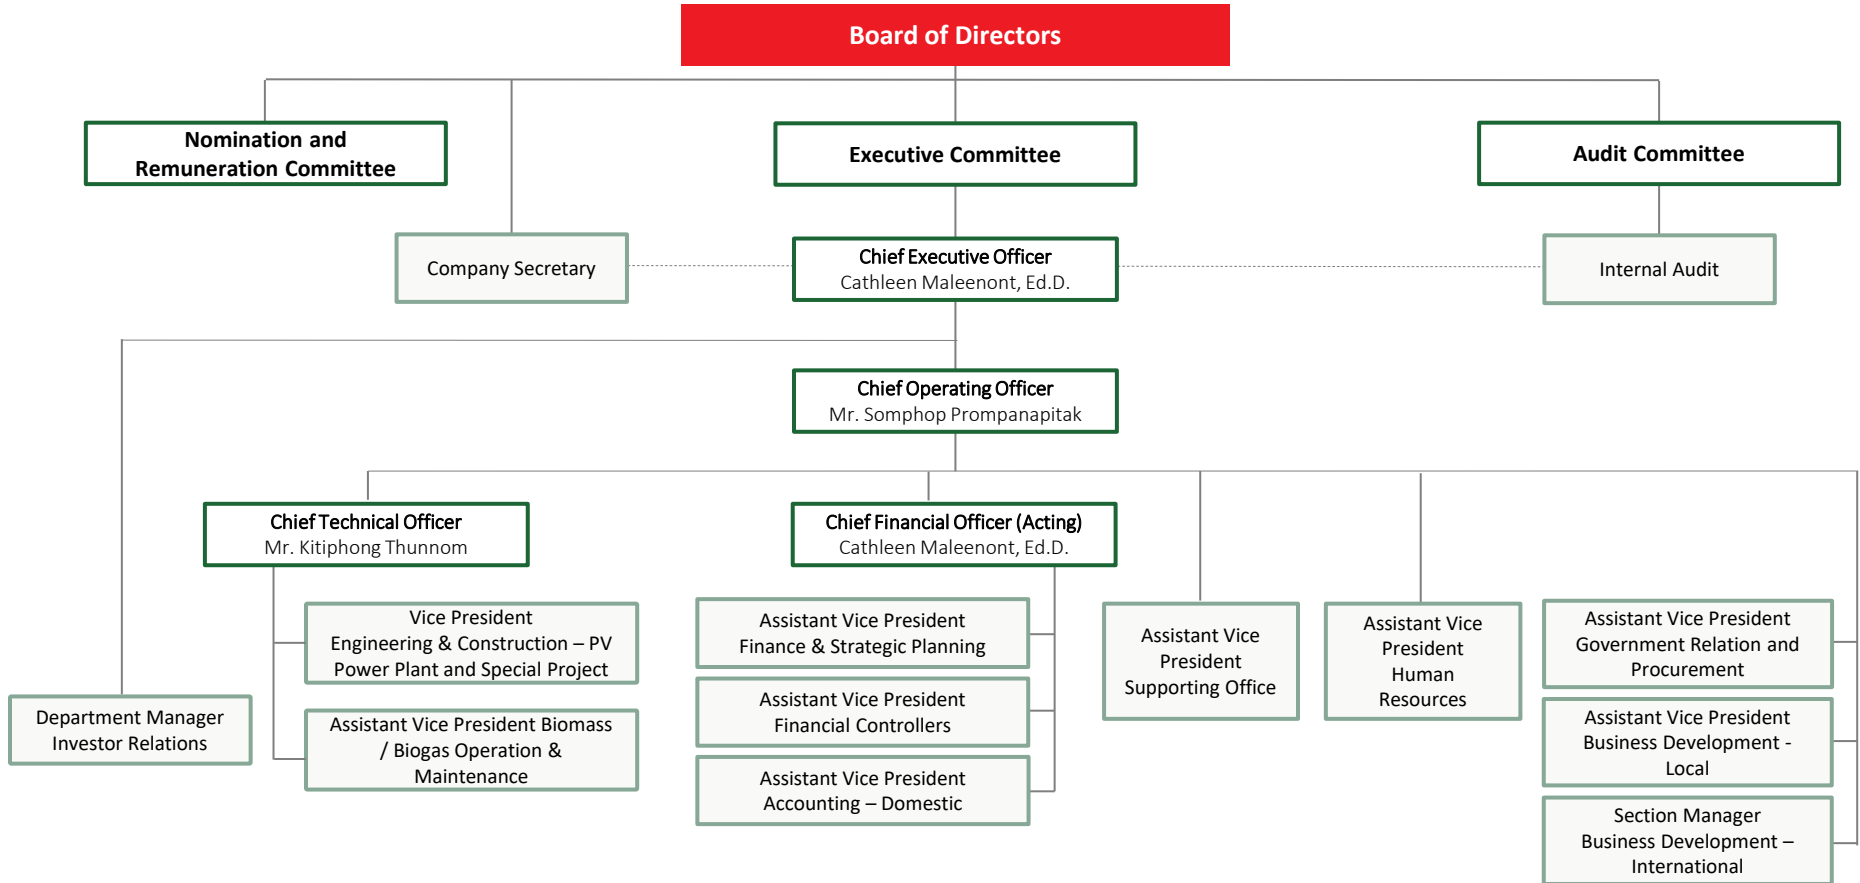 Board of Directors
Nomination and
Remuneration Committee
Executive Committee
Audit Committee
Company Secretary
Chief Executive Officer
Cathleen Maleenont, Ed.D.
Internal Audit
Chief Operating Officer
Mr. Somphop Prompanapitak
Chief Technical Officer
Mr. Kitiphong Thunnom
Chief Financial Officer (Acting)
Cathleen Maleenont, Ed.D.
Vice President
Engineering & Construction – PV
Power Plant and Special Project
Assistant Vice President
Finance & Strategic Planning
Assistant Vice
President
Supporting Office
Assistant Vice
President
Human
Resources
Assistant Vice President
Government Relation and
Procurement
Department Manager
Investor Relations
Assistant Vice President Biomass
/ Biogas Operation &
Maintenance
Assistant Vice President
Financial Controllers
Assistant Vice President
Business Development -
Local
Assistant Vice President
Accounting – Domestic
Section Manager
Business Development –
International